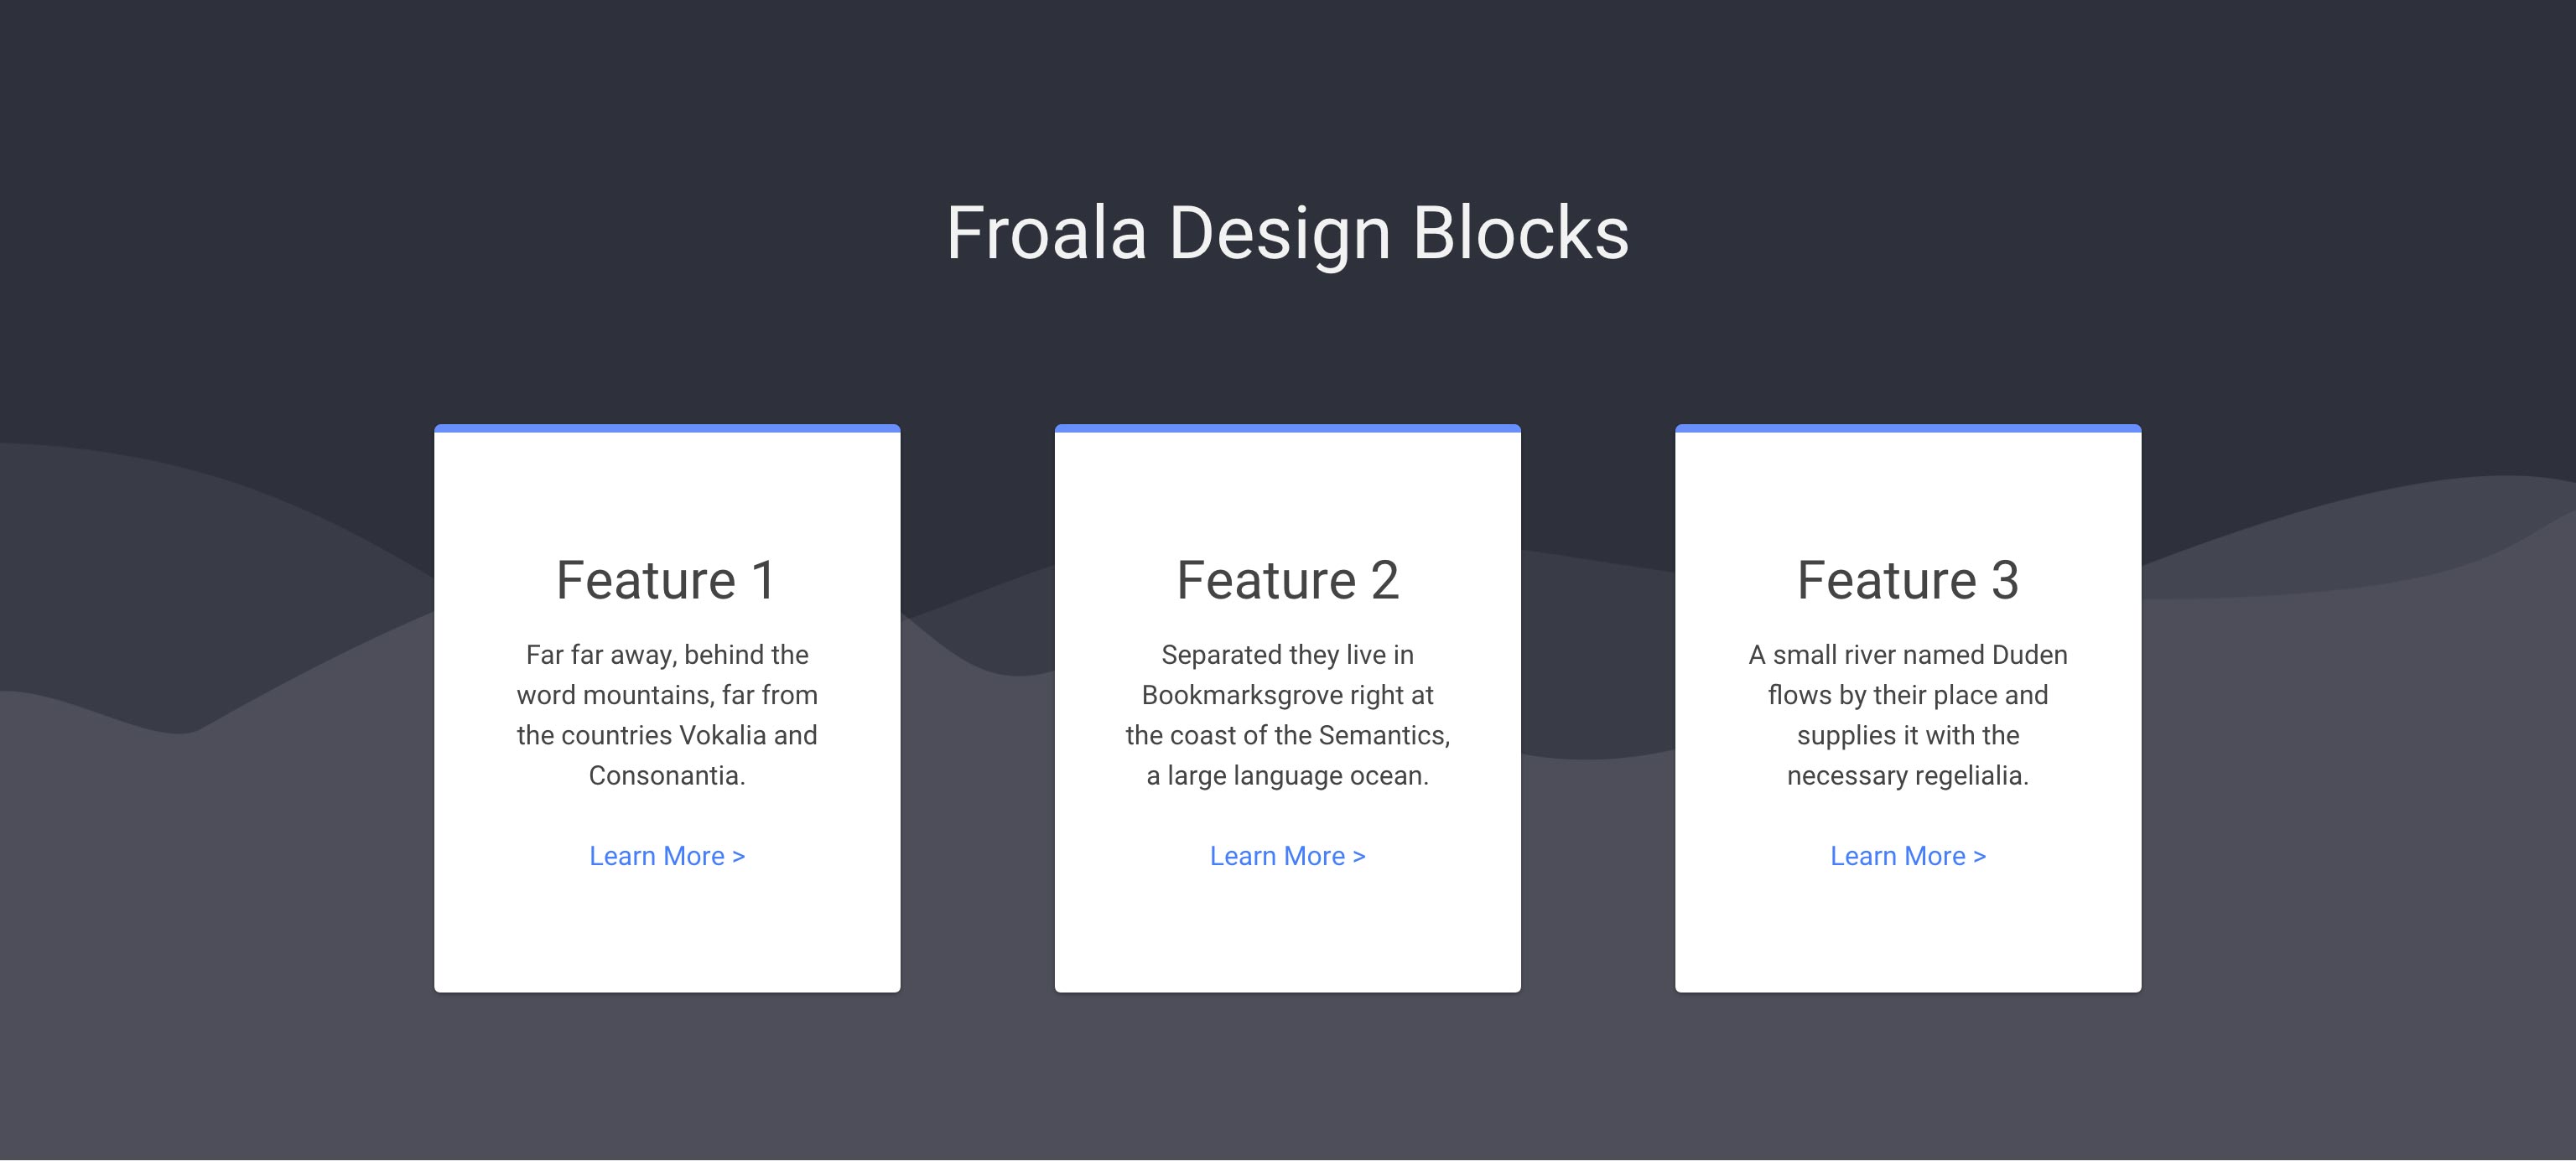 Froala Design Blocks
Feature 1
Far far away, behind the
word mountains, far from
the countries Vokalia and
Consonantia.
Learn More >
Feature 2
Separated they live in
Bookmarksgrove right at
the coast of the Semantics,
a large language ocean.
Learn More >
Feature 3
A small river named Duden
flows by their place and
supplies it with the
necessary regelialia.
Learn More >